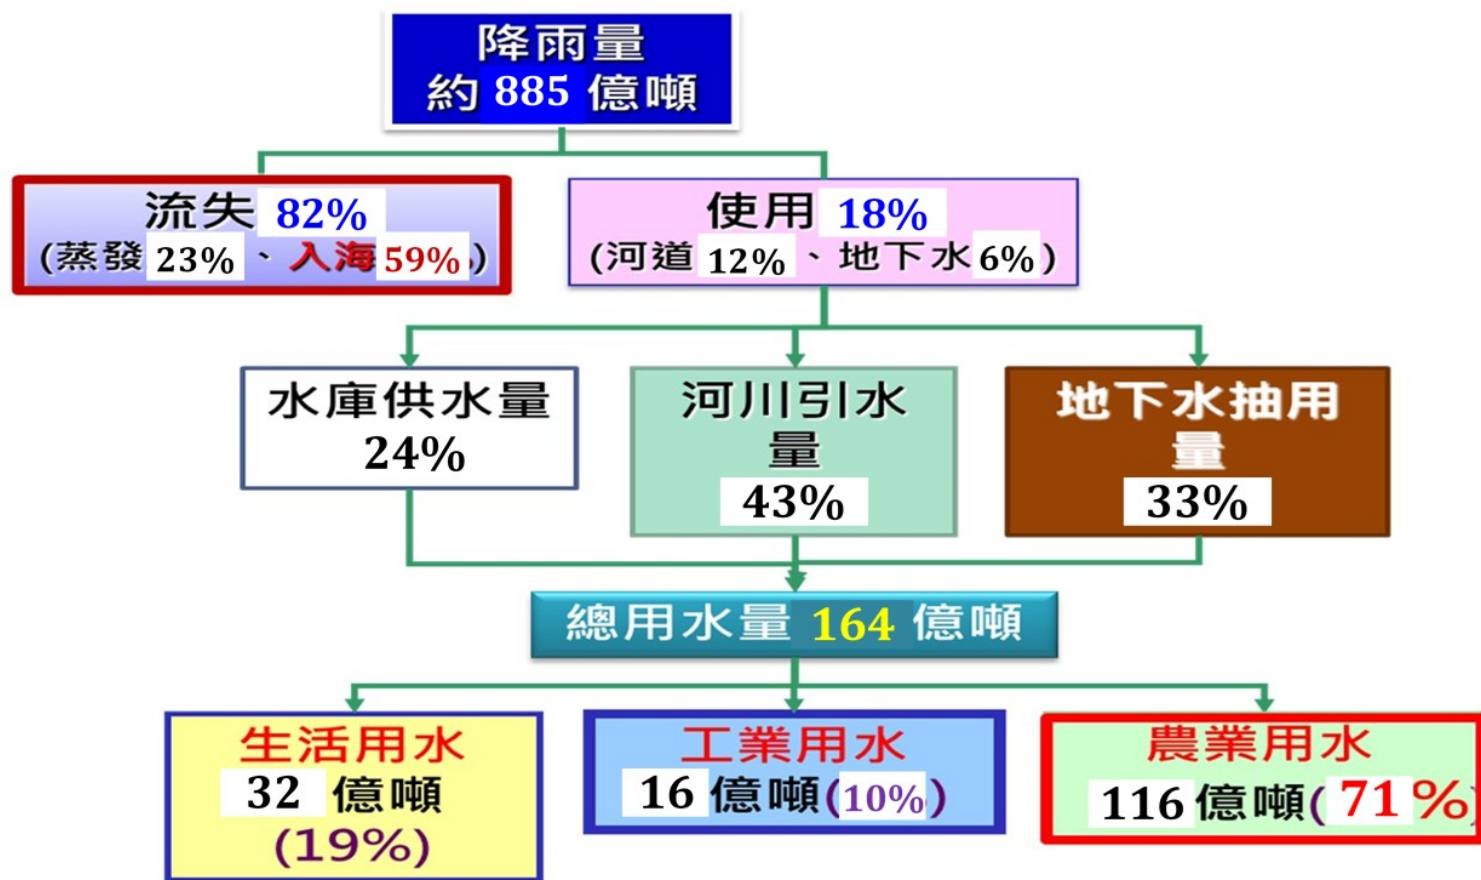 降雨量
約 885 億噸
流失 82%
(蒸發 23%、入海 59%)
使用 18%
(河道 12%、地下水 6%)
水庫供水量
24%
河川引水
量
43%
地下水抽用
量
33%
總用水量 164 億噸
生活用水
32 億噸
(19%)
工業用水
16 億噸(10%)
農業用水
116 億噸(71%)